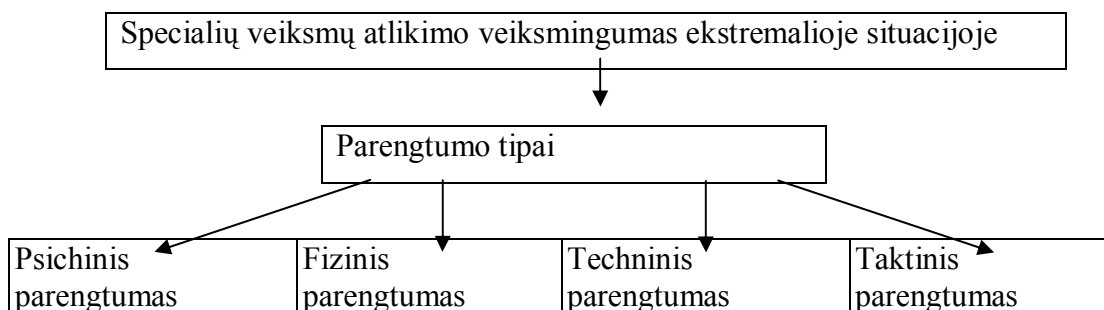 Specialių veiksmų atlikimo veiksmingumas ekstremalioje situacijoje
Parengtumo tipai
Psichinis parengtumas
Fizinis parengtumas
Techninis parengtumas
Taktinis parengtumas